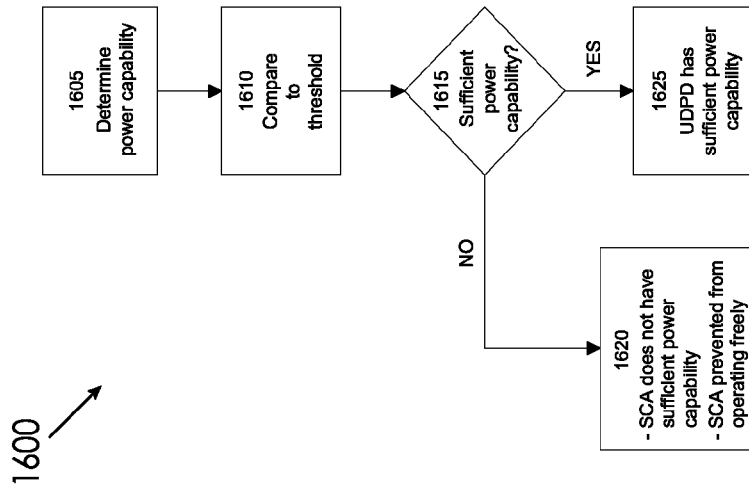 1600
1605
Determine
power capability
1610
Compare
to
threshold
1615
Sufficient
power
capability?
NO
YES
1620
- SCA does not have
sufficient power
capability
- SCA prevented from
operating freely
1625
UDPD has
sufficient power
capability